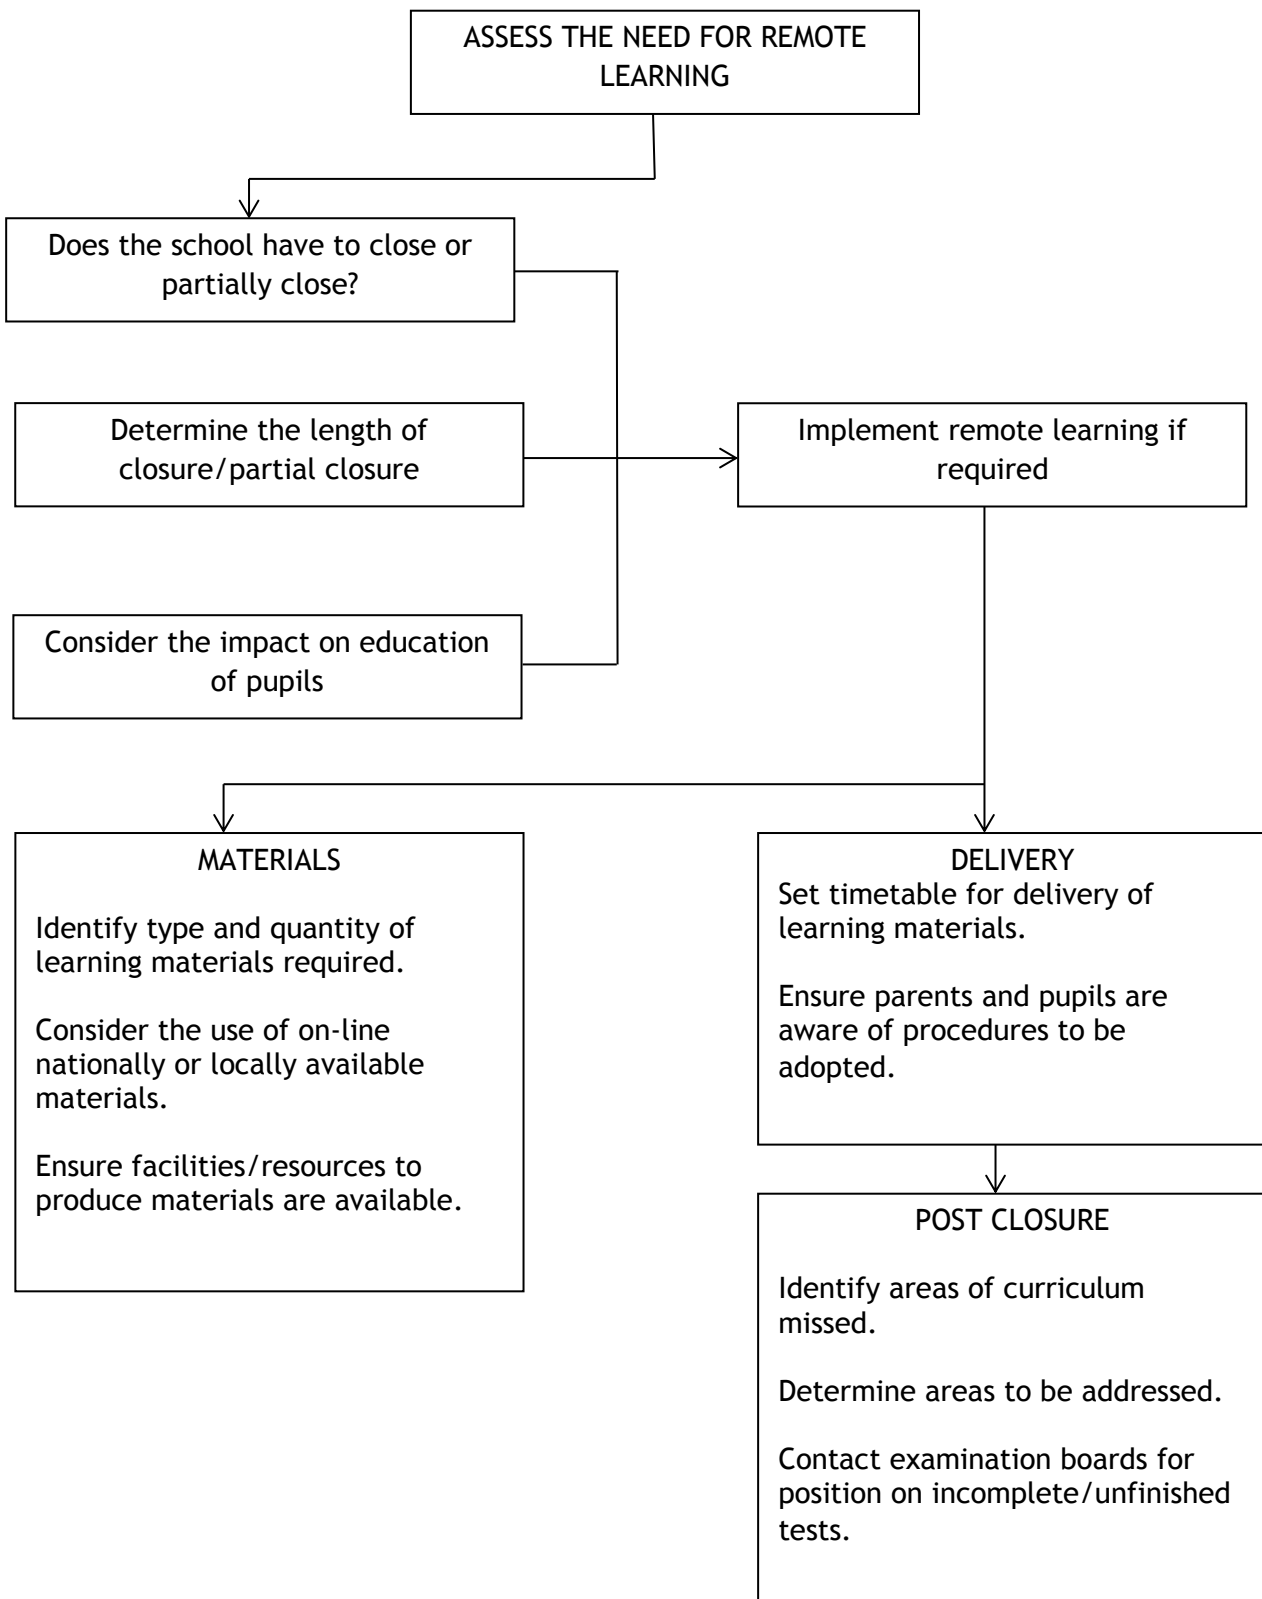 ASSESS THE NEED FOR REMOTE
LEARNING
Does the school have to close or
partially close?
Determine the length of
closure/partial closure
Implement remote learning if
required
Consider the impact on education
of pupils
MATERIALS
Identify type and quantity of
learning materials required.
Consider the use of on-line
nationally or locally available
materials.
Ensure facilities/resources to
produce materials are available.
DELIVERY
Set timetable for delivery of
learning materials.
Ensure parents and pupils are
aware of procedures to be
adopted.
POST CLOSURE
Identify areas of curriculum
missed.
Determine areas to be addressed.
Contact examination boards for
position on incomplete/unfinished
tests.